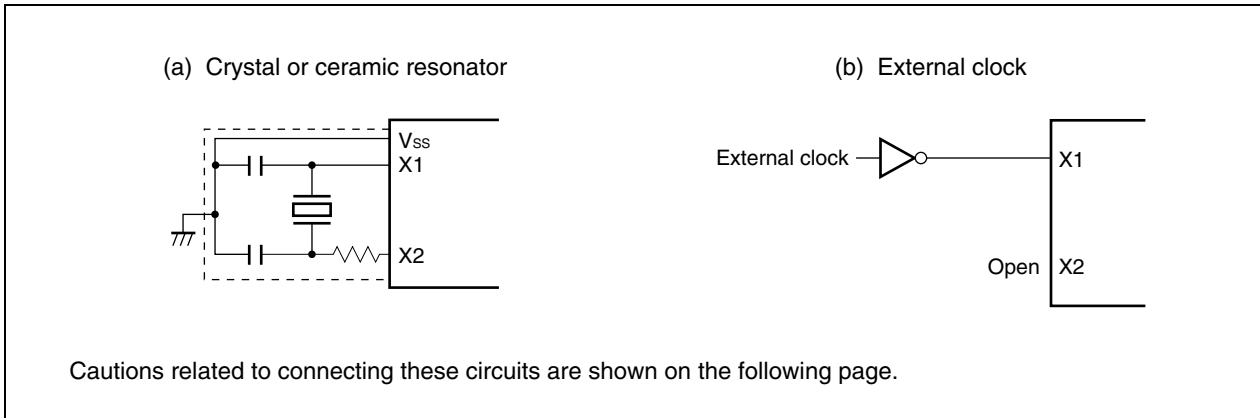 (a) Crystal or ceramic resonator
Vss
X1
X2
(b) External clock
External clock
X1
Open
X2
Cautions related to connecting these circuits are shown on the following page.